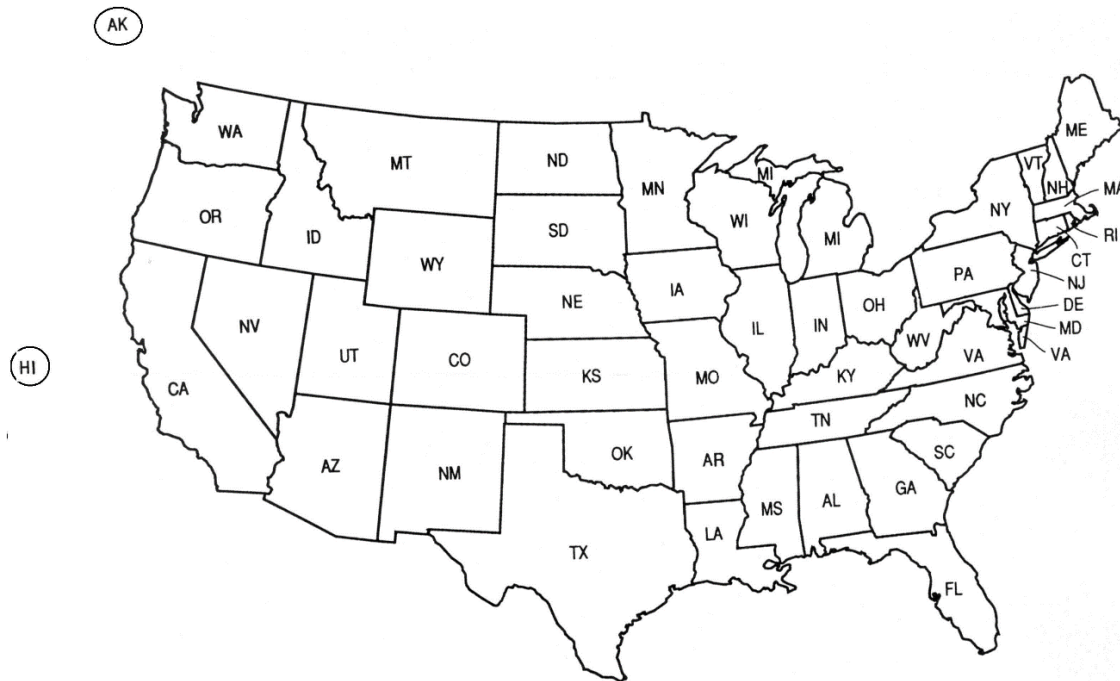 AK
WA
MT
ND
MN
MI
ME
VT
NH
MA
OR
ID
SD
WI
MI
NY
RI
WY
CT
IA
PA
NJ
NE
NV
UT
CO
IL
IN
OH
DE
MD
WV
VA
VA
HI
CA
KS
MO
KY
NC
TN
AZ
NM
OK
AR
SC
MS
AL
GA
LA
TX
FL